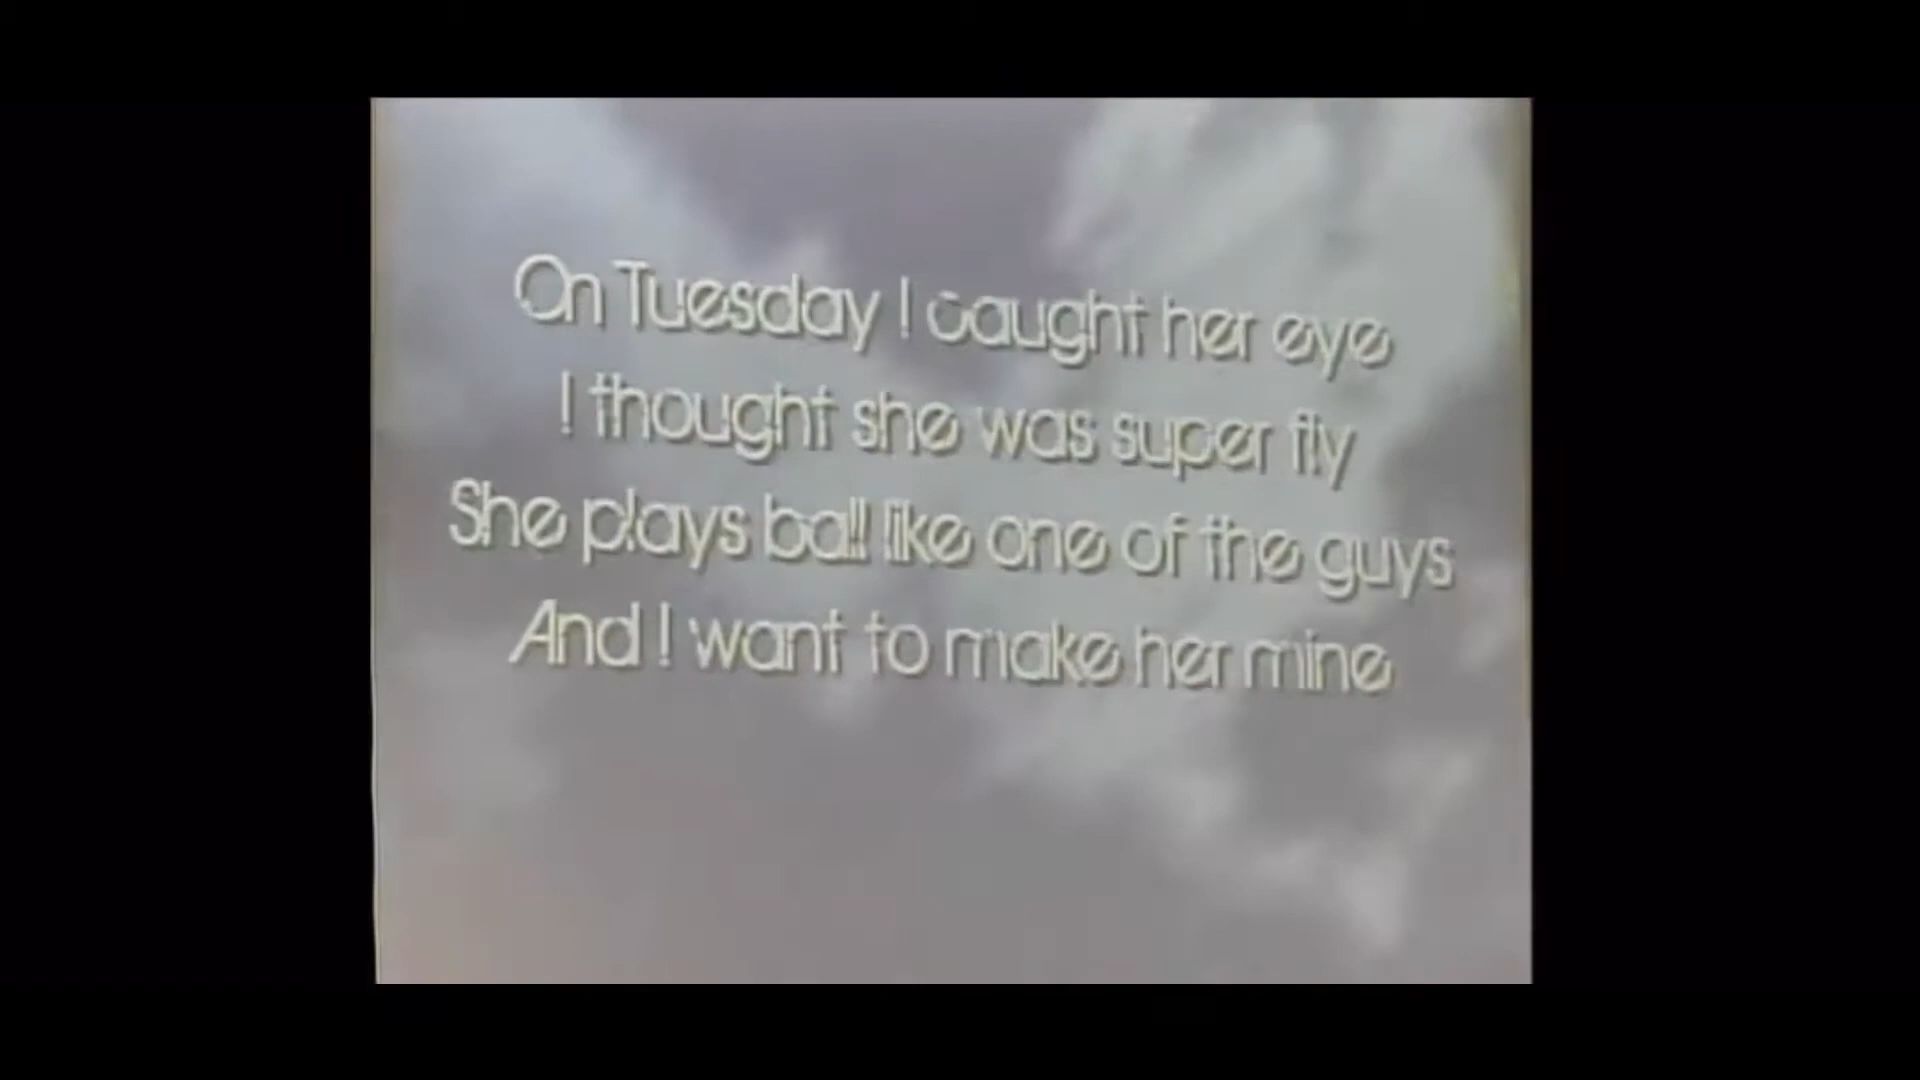 On Tuesday I caught her eye
I thought she was super fly
She plays ball like one of the guys
And I want to make her mine